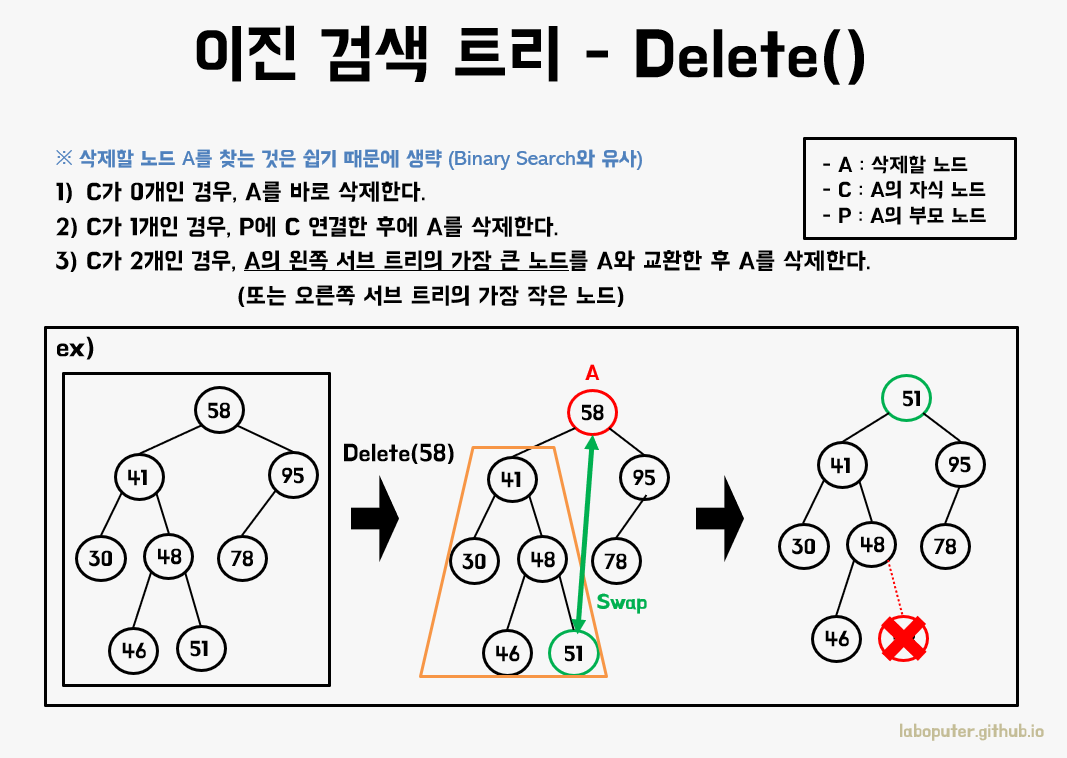 이진 검색 트리 - Delete()
※ 삭제할 노드 A를 찾는 것은 쉽기 때문에 생략 (Binary Search와 유사)
1) C가 0개인 경우, A를 바로 삭제한다.
2) C가 1개인 경우, P에 C 연결한 후에 A를 삭제한다.
3) C가 2개인 경우, A의 왼쪽 서브 트리의 가장 큰 노드를 A와 교환한 후 A를 삭제한다.
(또는 오른쪽 서브 트리의 가장 작은 노드)
- A : 삭제할 노드
- C : A의 자식 노드
- P : A의 부모 노드
ex)
58
41
95
30
48
78
46
51
Delete(58)
A
58
41
95
30
48
78
Swap
46
51
51
41
95
30
48
78
46
laboputer.github.io